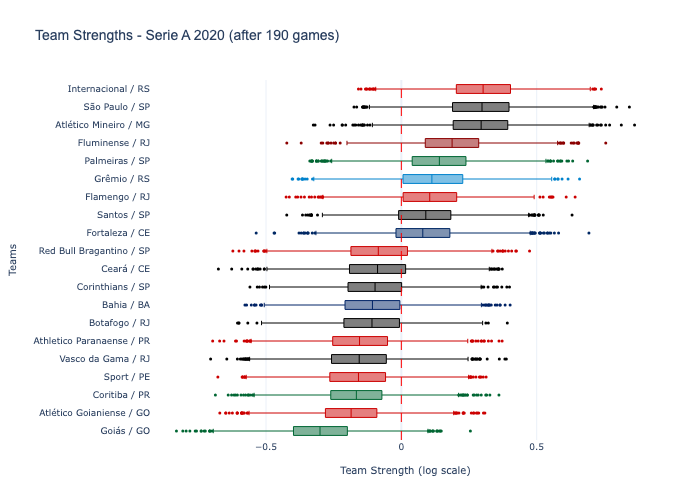 Team Strengths - Serie A 2020 (after 190 games)
Internacional / RS
São Paulo / SP
Atlético Mineiro / MG
Fluminense / RJ
Palmeiras / SP
Grêmio / RS
Flamengo / RJ
Santos / SP
Fortaleza / CE
Red Bull Bragantino / SP
Ceará / CE
Corinthians / SP
Bahia / BA
Botafogo / RJ
Athletico Paranaense / PR
Vasco da Gama / RJ
Sport / PE
Coritiba / PR
Atlético Goianiense / GO
Goiás / GO
Teams
−0.5 0 0.5
Team Strength (log scale)